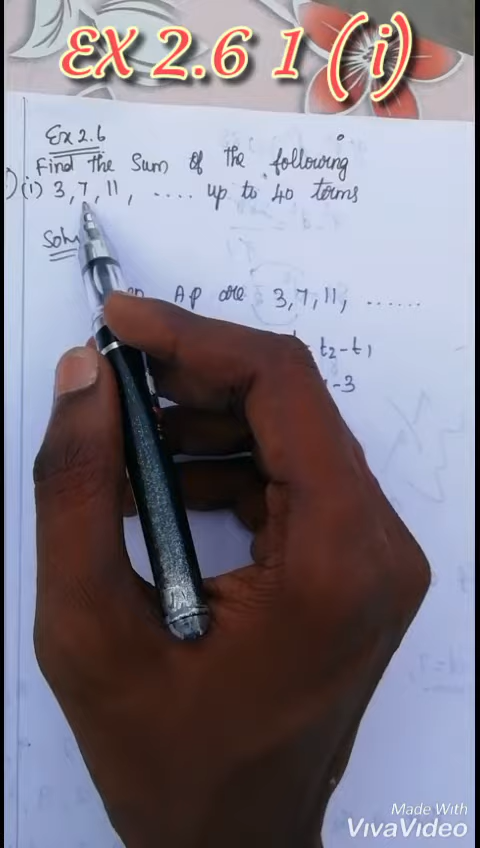 EX 2.6 1 (i)
Ex 2.6
Find the Sum of the following
(i) 3, 7, 11, .... up to 40 terms
Soln
AP are 3, 7, 11, ......
t2 - t1
- 3
Made With
VivaVideo